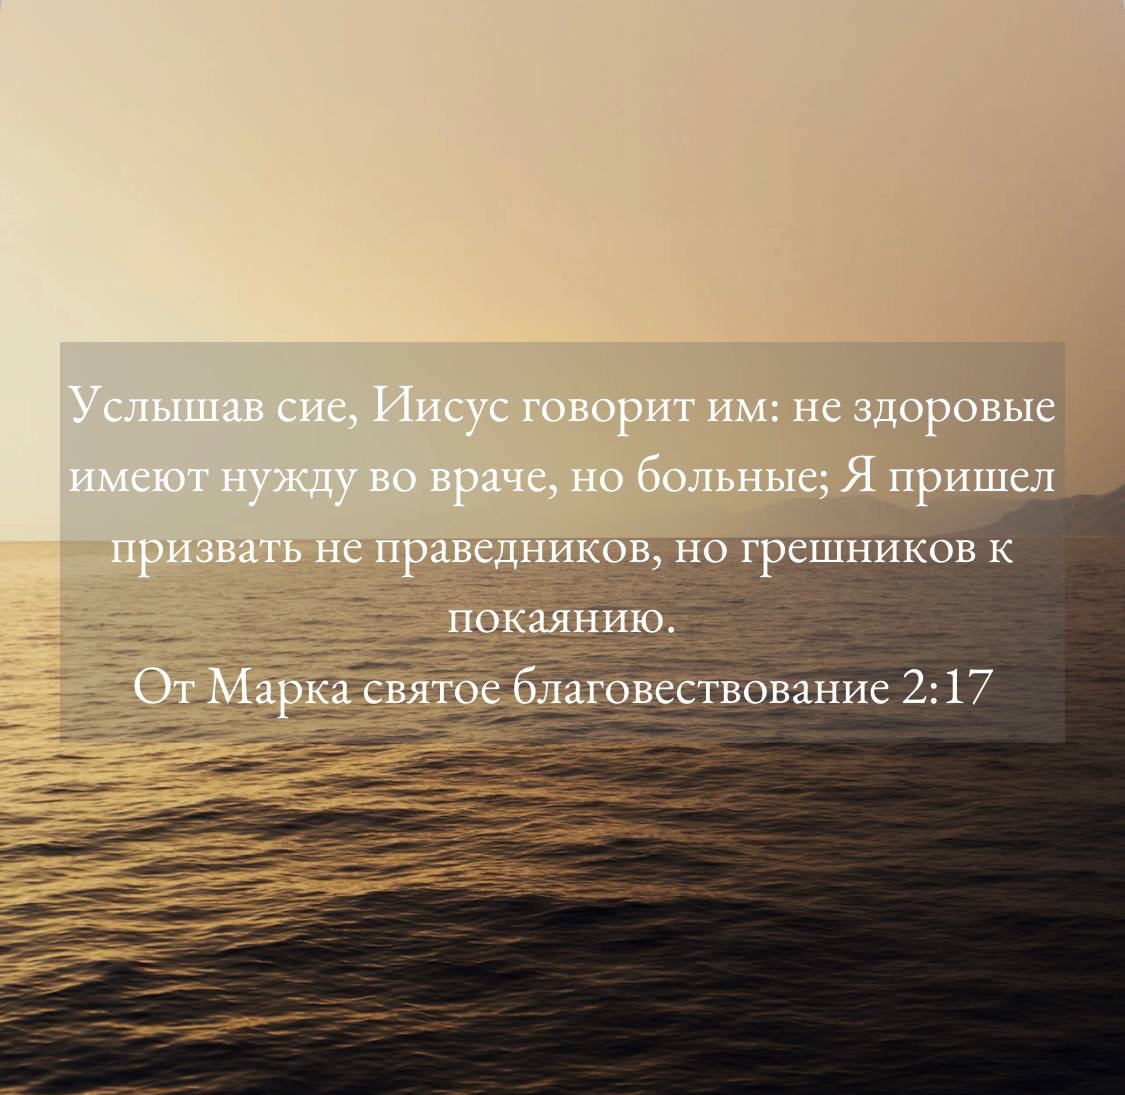 Услышав сие, Иисус говорит им: не здоровые
имеют нужду во враче, но больные; Я пришел
призвать не праведников, но грешников к
покаянию.
От Марка святое благовествование 2:17